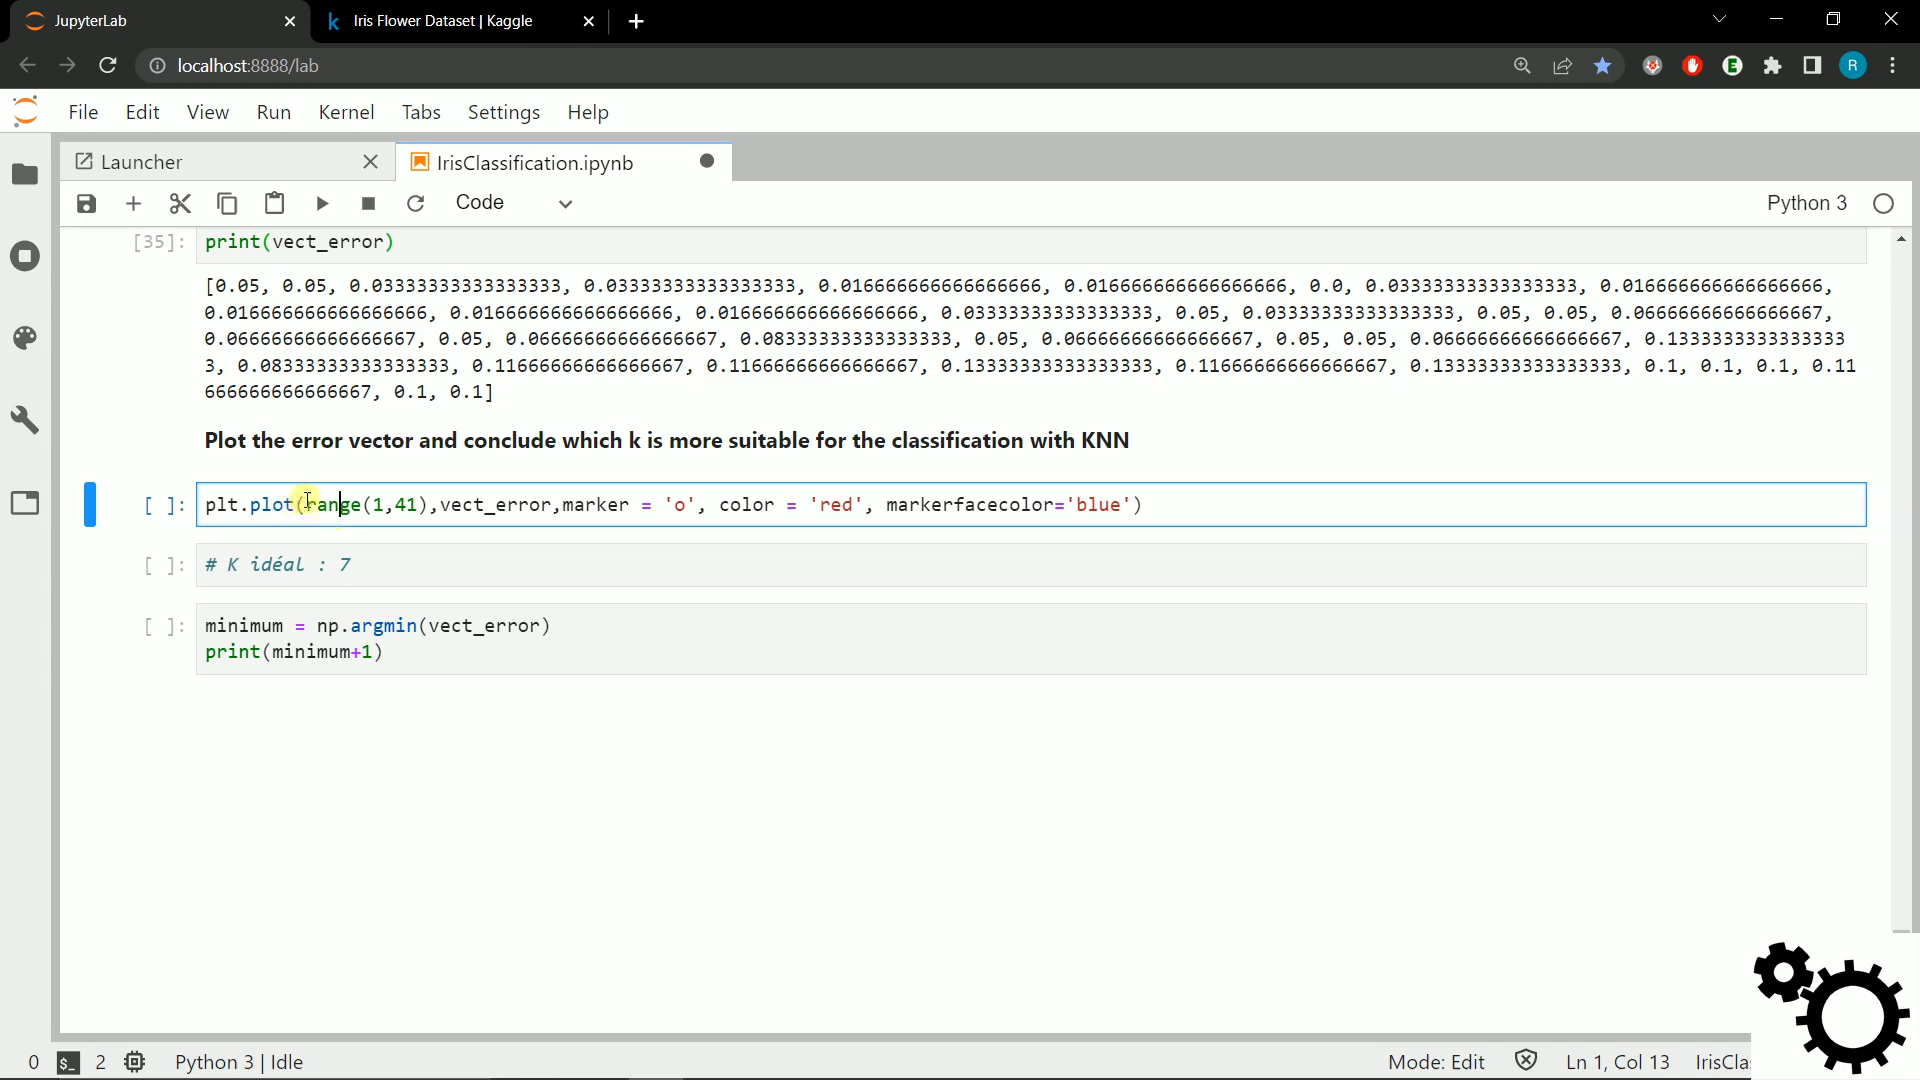 JupyterLab
Iris Flower Dataset | Kaggle
localhost:8888/lab
R
File Edit View Run Kernel Tabs Settings Help
Launcher
IrisClassification.ipynb
Code
Python 3
[35]: print(vect_error)
[0.05, 0.05, 0.03333333333333333, 0.03333333333333333, 0.016666666666666666, 0.016666666666666666, 0.0, 0.03333333333333333, 0.016666666666666666,
0.016666666666666666, 0.016666666666666666, 0.016666666666666666, 0.03333333333333333, 0.05, 0.03333333333333333, 0.05, 0.05, 0.06666666666666667,
0.06666666666666667, 0.05, 0.06666666666666667, 0.08333333333333333, 0.05, 0.06666666666666667, 0.05, 0.05, 0.06666666666666667, 0.1333333333333333
3, 0.08333333333333333, 0.11666666666666667, 0.11666666666666667, 0.13333333333333333, 0.11666666666666667, 0.13333333333333333, 0.1, 0.1, 0.1, 0.11
666666666666667, 0.1, 0.1]
Plot the error vector and conclude which k is more suitable for the classification with KNN
[ ]: plt.plot(range(1,41),vect_error,marker = 'o', color = 'red', markerfacecolor='blue')
[ ]: # K idéal : 7
[ ]: minimum = np.argmin(vect_error)
print(minimum+1)
0 $_ 2 Python 3 | Idle
Mode: Edit Ln 1, Col 13 IrisCla